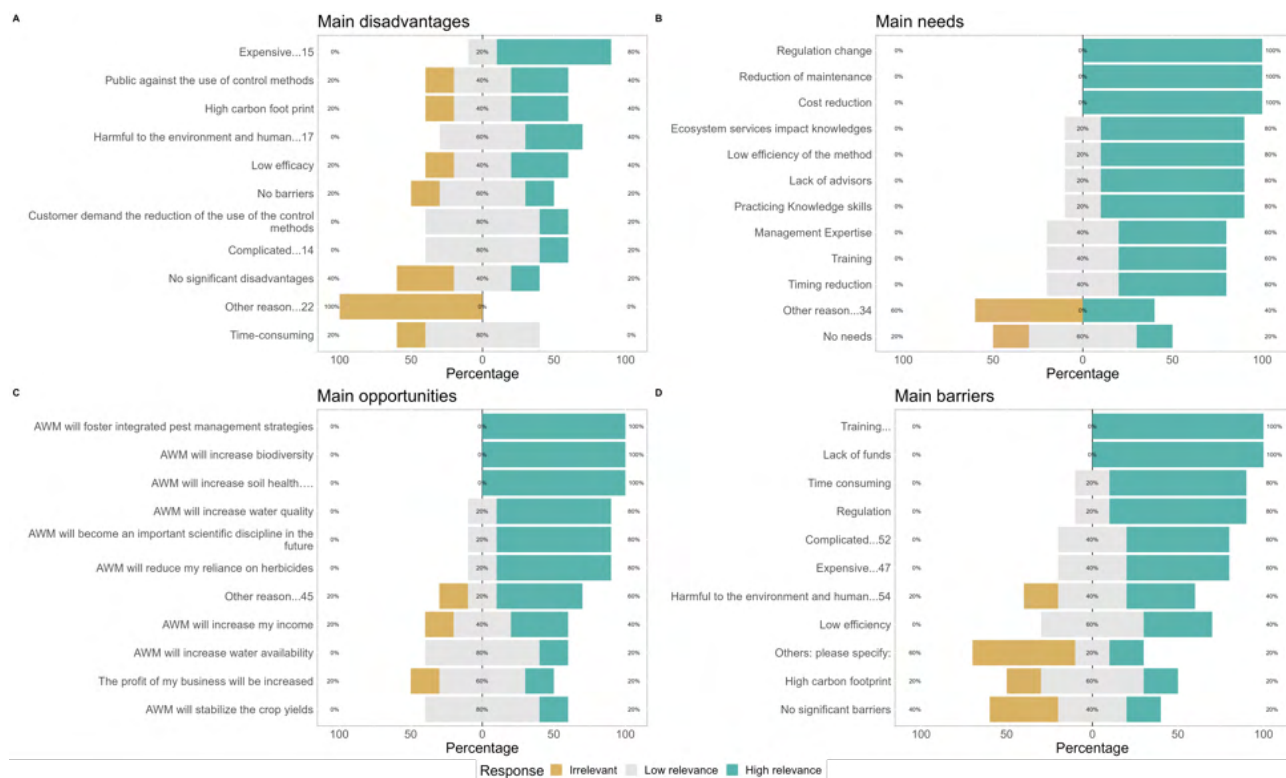 A
Main disadvantages
Expensive...15
0%
20%
80%
Public against the use of control methods
20%
40%
40%
High carbon foot print
20%
40%
40%
Harmful to the environment and human...17
0%
60%
40%
Low efficacy
20%
40%
40%
No barriers
20%
60%
20%
Customer demand the reduction of the use of the control
methods
0%
80%
20%
Complicated...14
0%
80%
20%
No significant disadvantages
40%
40%
20%
Other reason...22
100%
0%
0%
Time-consuming
20%
80%
0%
100 50 0 50 100
Percentage
B
Main needs
Regulation change
0%
0%
100%
Reduction of maintenance
0%
0%
100%
Cost reduction
0%
0%
100%
Ecosystem services impact knowledges
0%
20%
80%
Low efficiency of the method
0%
20%
80%
Lack of advisors
0%
20%
80%
Practicing Knowledge skills
0%
20%
80%
Management Expertise
0%
40%
60%
Training
0%
40%
60%
Timing reduction
0%
40%
60%
Other reason...34
60%
0%
40%
No needs
20%
60%
20%
100 50 0 50 100
Percentage
C
Main opportunities
AWM will foster integrated pest management strategies
0%
0%
100%
AWM will increase biodiversity
0%
0%
100%
AWM will increase soil health....
0%
0%
100%
AWM will increase water quality
0%
20%
80%
AWM will become an important scientific discipline in the
future
0%
20%
80%
AWM will reduce my reliance on herbicides
0%
20%
80%
Other reason...45
20%
20%
60%
AWM will increase my income
20%
40%
40%
AWM will increase water availability
0%
80%
20%
The profit of my business will be increased
20%
60%
20%
AWM will stabilize the crop yields
0%
80%
20%
100 50 0 50 100
Percentage
D
Main barriers
Training...
0%
0%
100%
Lack of funds
0%
0%
100%
Time consuming
0%
20%
80%
Regulation
0%
20%
80%
Complicated...52
0%
40%
60%
Expensive...47
0%
40%
60%
Harmful to the environment and human...54
20%
40%
40%
Low efficiency
0%
60%
40%
Others: please specify:
60%
20%
20%
High carbon footprint
20%
60%
20%
No significant barriers
40%
40%
20%
100 50 0 50 100
Percentage
Response Irrelevant Low relevance High relevance